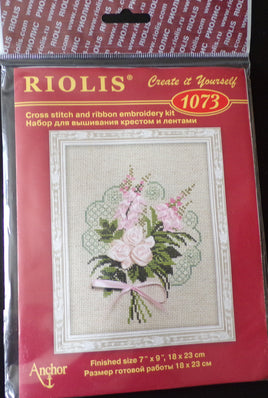 RIOLIS®
Create it Yourself
1073
Cross stitch and ribbon embroidery kit
Набор для вышивания крестом и лентами
Anchor
Finished size 7" x 9", 18 x 23 cm
Размер готовой работы 18 x 23 см